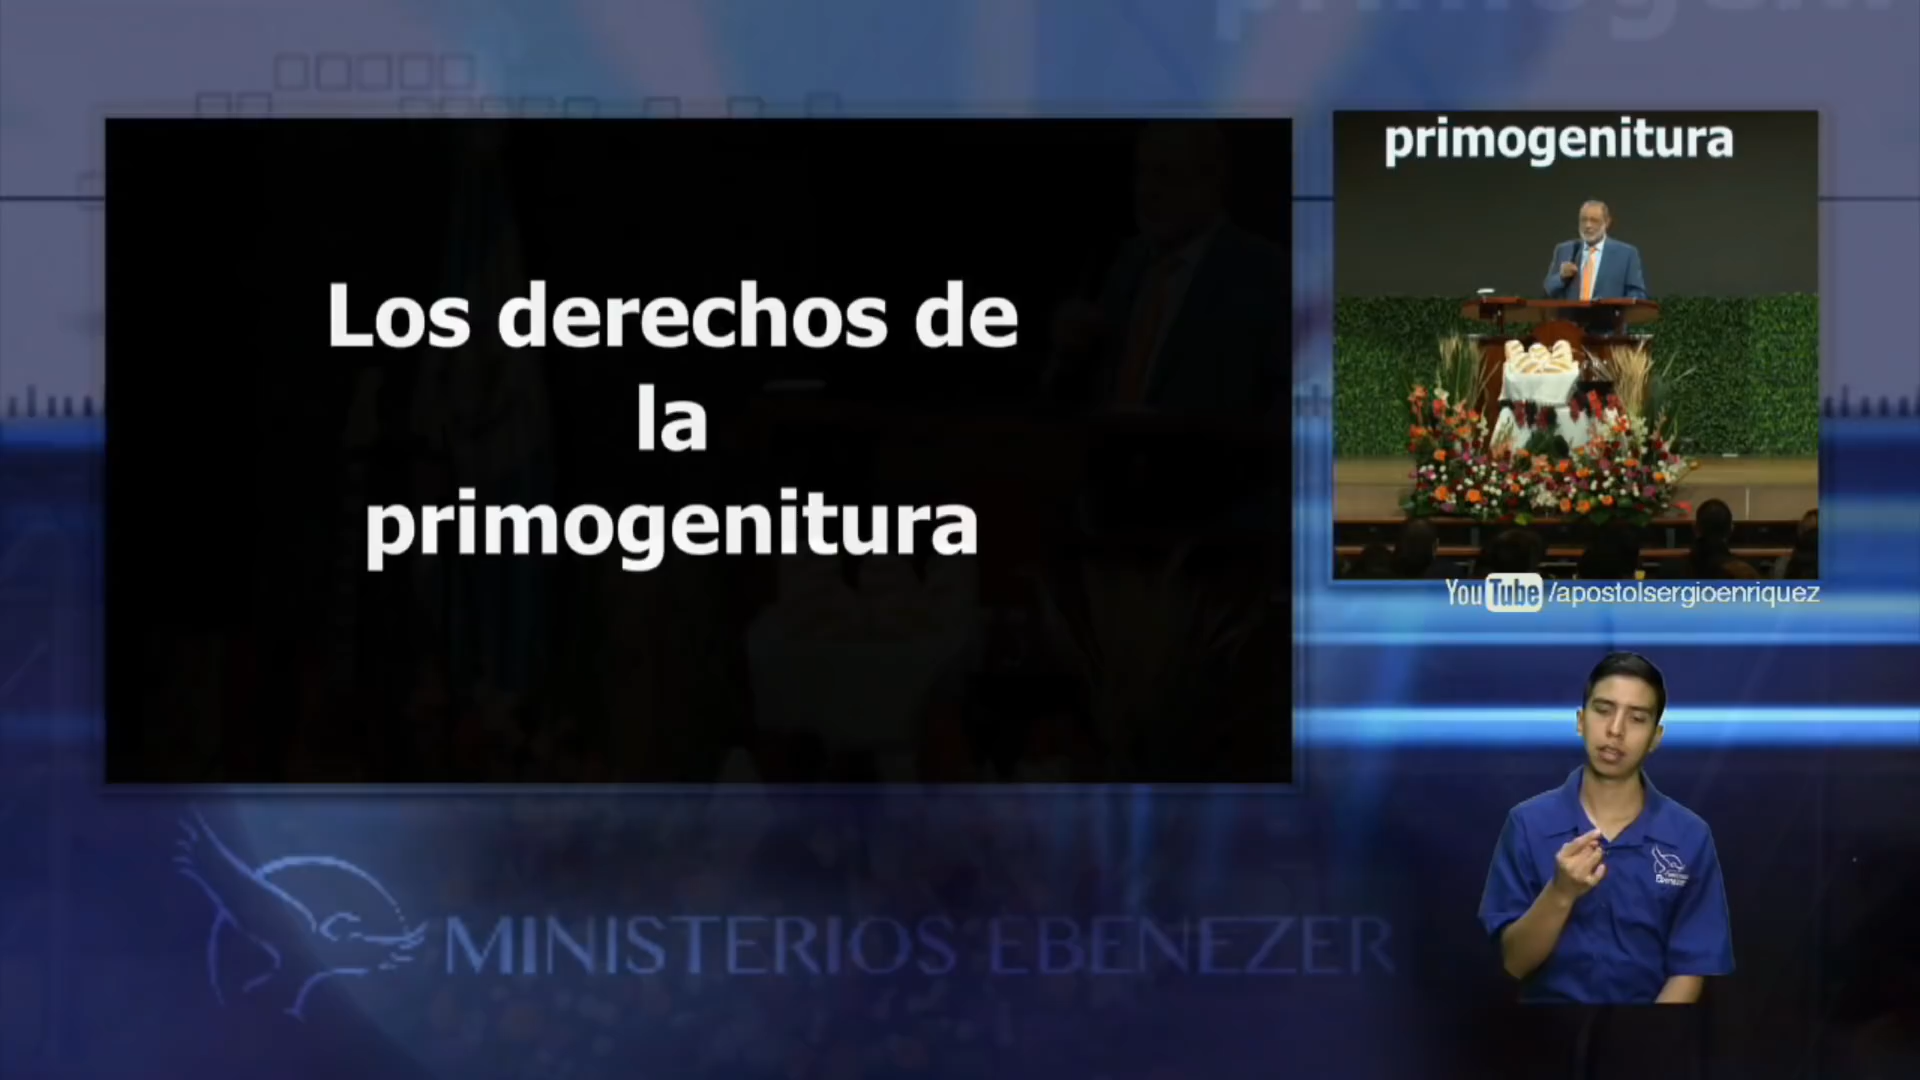 Los derechos de
la
primogenitura
primogenitura
YouTube /apostolsergioenriquez
MINISTERIOS EBENEZER